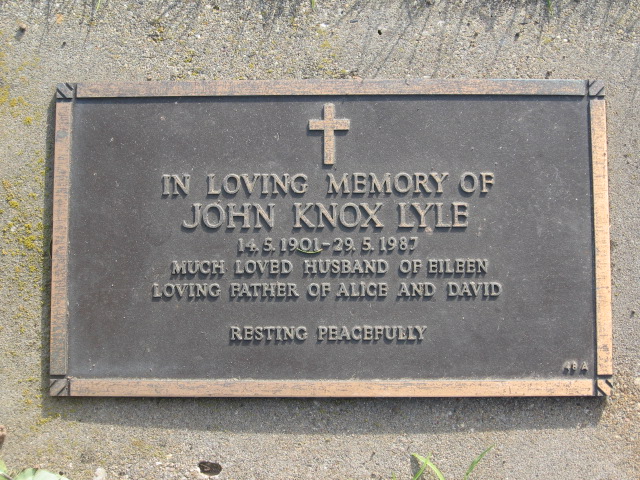 IN LOVING MEMORY OF
JOHN KNOX LYLE
14.5.1901-29.5.1987
MUCH LOVED HUSBAND OF EILEEN
LOVING FATHER OF ALICE AND DAVID
RESTING PEACEFULLY